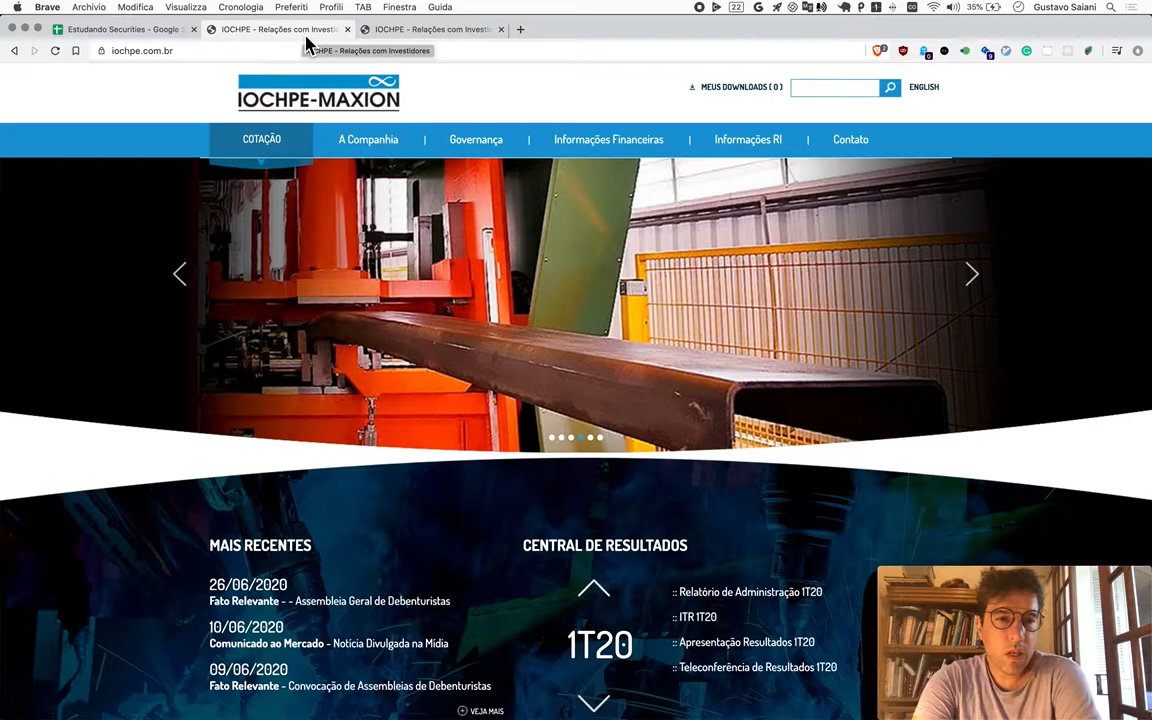 Brave Archivio Modifica Visualizza Cronologia Preferiti Profili TAB Finestra Guida 22 35% Gustavo Saiani
Estudando Securities - Google S IOCHPE - Relações com Investi IOCHPE - Relações com Investi
iochpe.com.br
IOCHPE - Relações com Investidores
IOCHPE-MAXION
MEUS DOWNLOADS ( 0 ) ENGLISH
COTAÇÃO A Companhia | Governança | Informações Financeiras | Informações RI | Contato
MAIS RECENTES
26/06/2020
Fato Relevante - - Assembleia Geral de Debenturistas
10/06/2020
Comunicado ao Mercado - Notícia Divulgada na Mídia
09/06/2020
Fato Relevante - Convocação de Assembleias de Debenturistas
VEJA MAIS
CENTRAL DE RESULTADOS
1T20
:: Relatório de Administração 1T20
:: ITR 1T20
:: Apresentação Resultados 1T20
:: Teleconferência de Resultados 1T20